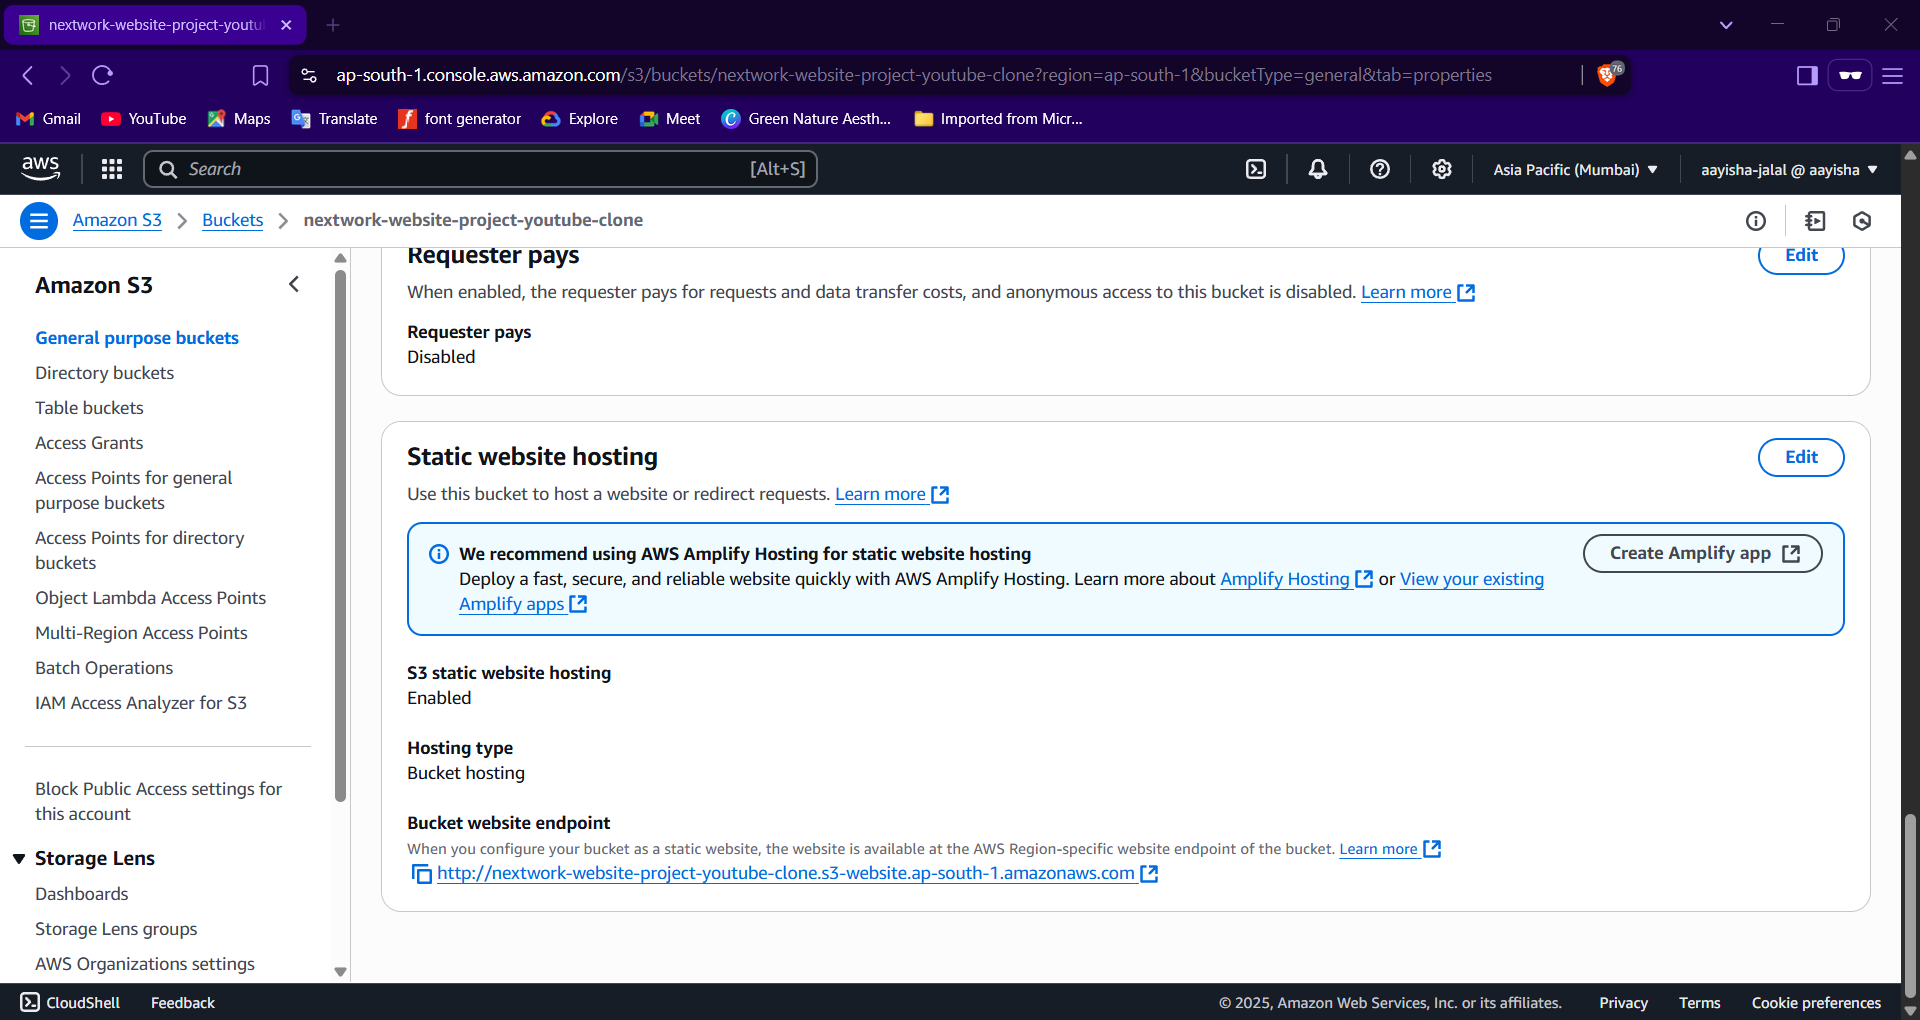 nextwork-website-project-youtu
ap-south-1.console.aws.amazon.com/s3/buckets/nextwork-website-project-youtube-clone?region=ap-south-1&bucketType=general&tab=properties
76
Gmail
YouTube
Maps
Translate
font generator
Explore
Meet
Green Nature Aesth...
Imported from Micr...
aws
Search
[Alt+S]
Asia Pacific (Mumbai)
aayisha-jalal @ aayisha
Amazon S3
Buckets
nextwork-website-project-youtube-clone
Amazon S3
General purpose buckets
Directory buckets
Table buckets
Access Grants
Access Points for general
purpose buckets
Access Points for directory
buckets
Object Lambda Access Points
Multi-Region Access Points
Batch Operations
IAM Access Analyzer for S3
Block Public Access settings for
this account
Storage Lens
Dashboards
Storage Lens groups
AWS Organizations settings
Requester pays
Edit
When enabled, the requester pays for requests and data transfer costs, and anonymous access to this bucket is disabled. Learn more
Requester pays
Disabled
Static website hosting
Edit
Use this bucket to host a website or redirect requests. Learn more
We recommend using AWS Amplify Hosting for static website hosting
Create Amplify app
Deploy a fast, secure, and reliable website quickly with AWS Amplify Hosting. Learn more about Amplify Hosting or View your existing
Amplify apps
S3 static website hosting
Enabled
Hosting type
Bucket hosting
Bucket website endpoint
When you configure your bucket as a static website, the website is available at the AWS Region-specific website endpoint of the bucket. Learn more
http://nextwork-website-project-youtube-clone.s3-website.ap-south-1.amazonaws.com
CloudShell
Feedback
© 2025, Amazon Web Services, Inc. or its affiliates.
Privacy
Terms
Cookie preferences